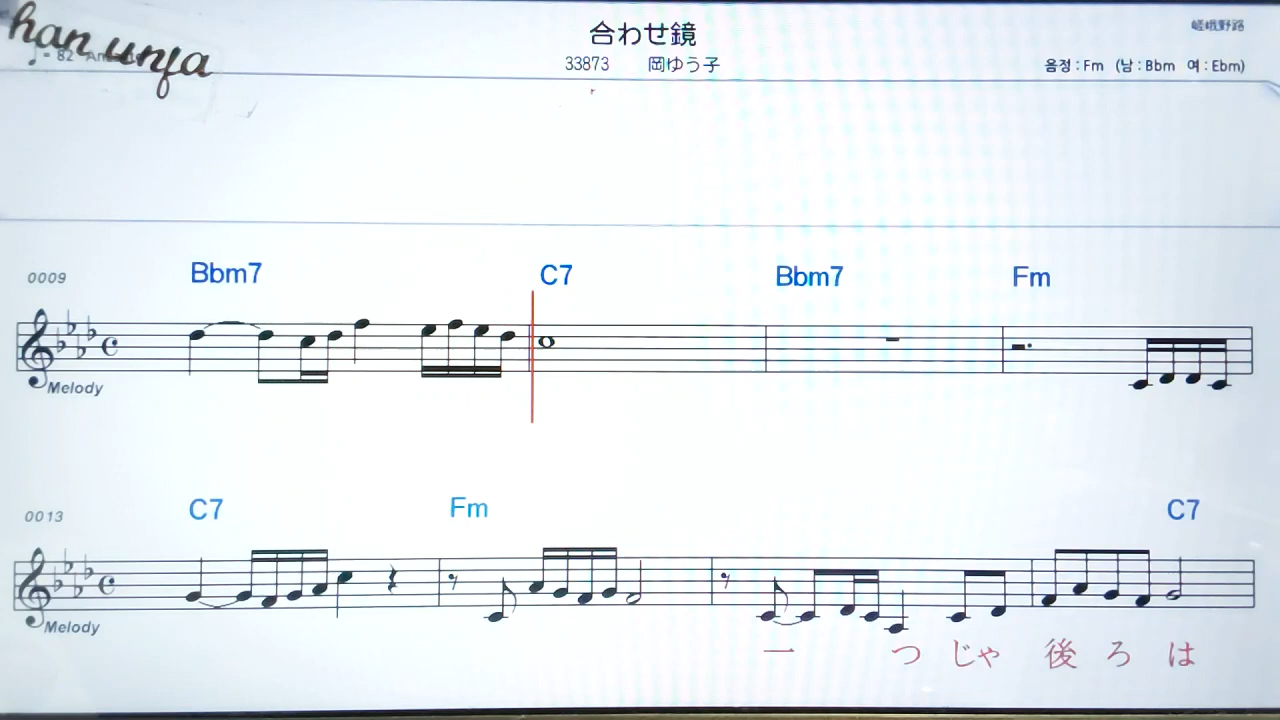 han unfa
合わせ鏡
嵯峨野路
♩= 82
33873 岡ゆう子
음정 : Fm (남 : Bbm 여 : Ebm)
0009 Bbm7 C7 Bbm7 Fm
Melody
0013 C7 Fm C7
Melody
一 つ じゃ 後 ろ は